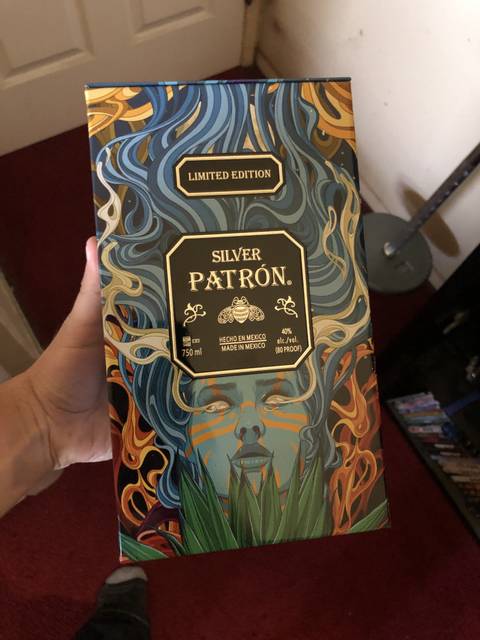 LIMITED EDITION
SILVER
PATRÓN®
HECHO EN MEXICO
MADE IN MEXICO
750 ml
40%
alc./vol.
(80 PROOF)